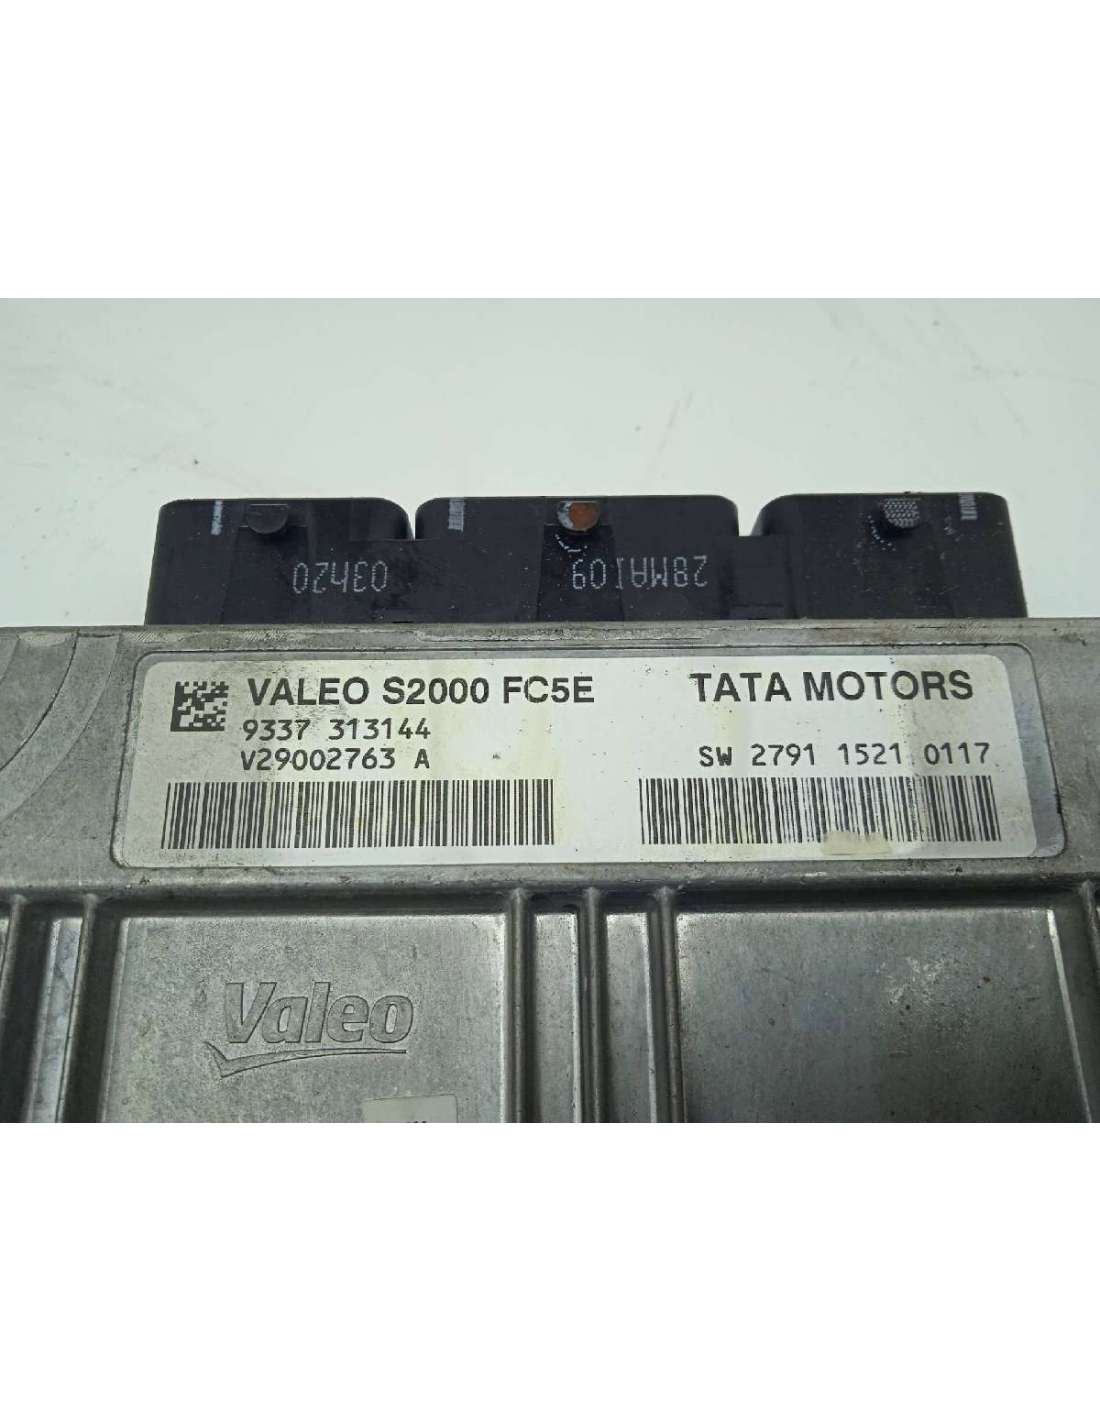 03h20
28MAI09
VALEO S2000 FC5E
TATA MOTORS
9337 313144
V29002763 A
SW 2791 1521 0117
Valeo